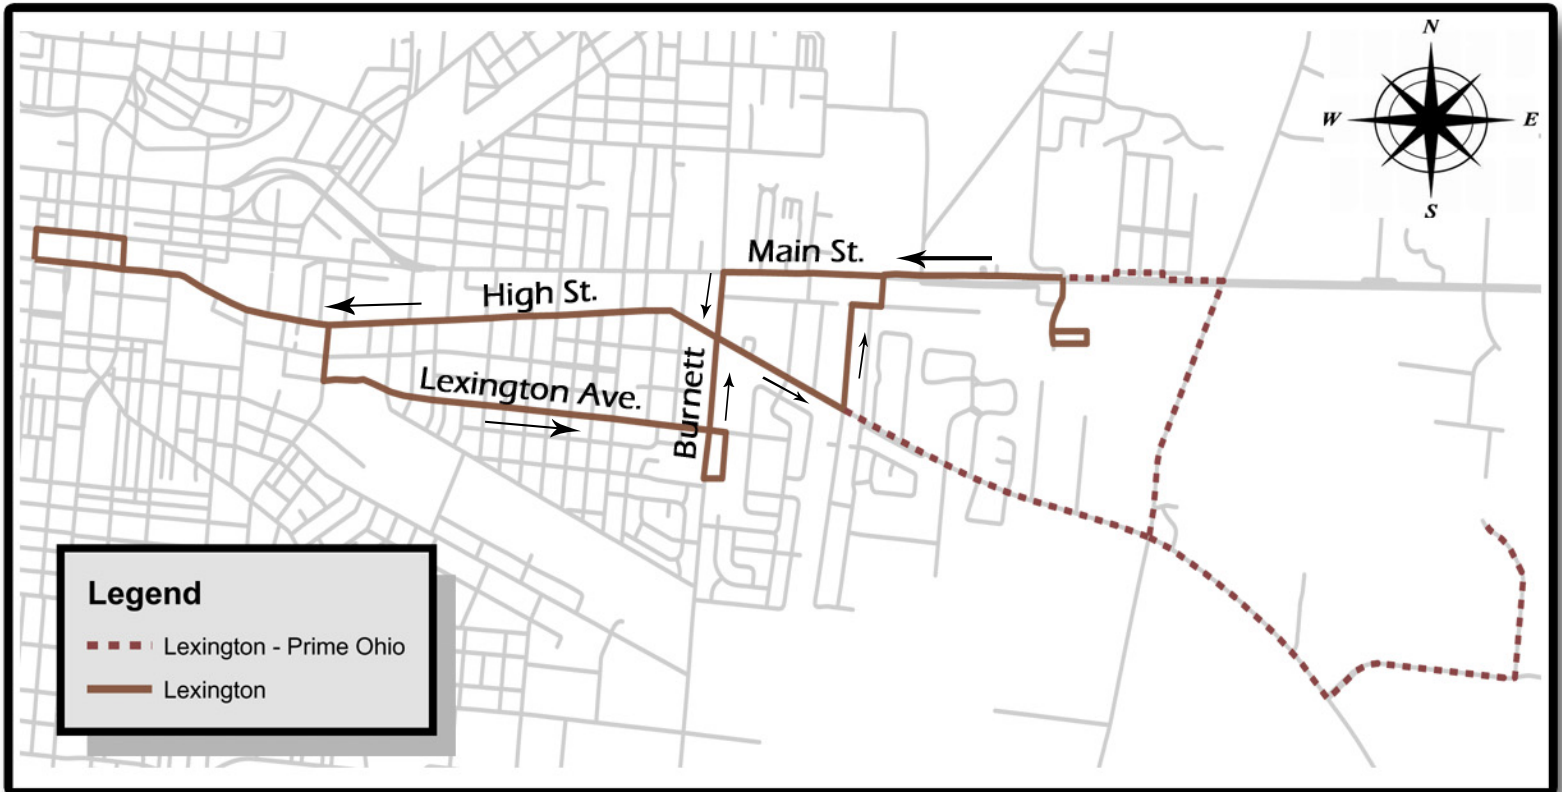 N
W E
S
Main St.
High St.
Lexington Ave.
Burnett
Legend
Lexington - Prime Ohio
Lexington